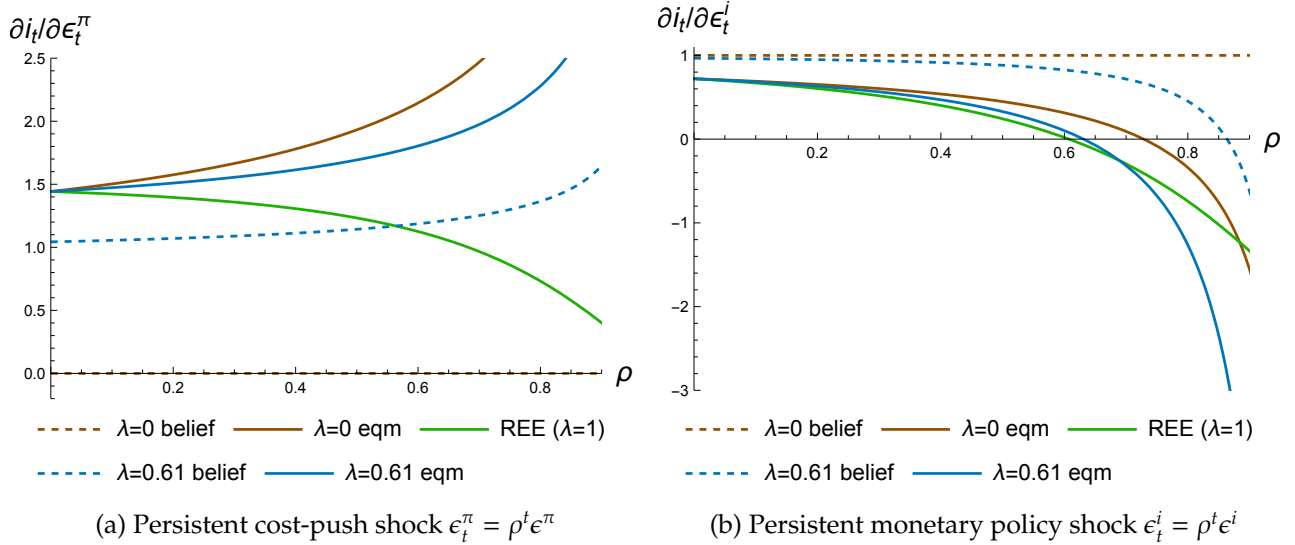 ∂i_t/∂ϵ_t^π
2.5
2.0
1.5
1.0
0.5
0.0
0.2 0.4 0.6 0.8 ρ
λ=0 belief λ=0 eqm REE (λ=1)
λ=0.61 belief λ=0.61 eqm
(a) Persistent cost-push shock ϵ_t^π = ρ^t ϵ^π
∂i_t/∂ϵ_t^i
1
0
0.2 0.4 0.6 0.8 ρ
-1
-2
-3
λ=0 belief λ=0 eqm REE (λ=1)
λ=0.61 belief λ=0.61 eqm
(b) Persistent monetary policy shock ϵ_t^i = ρ^t ϵ^i